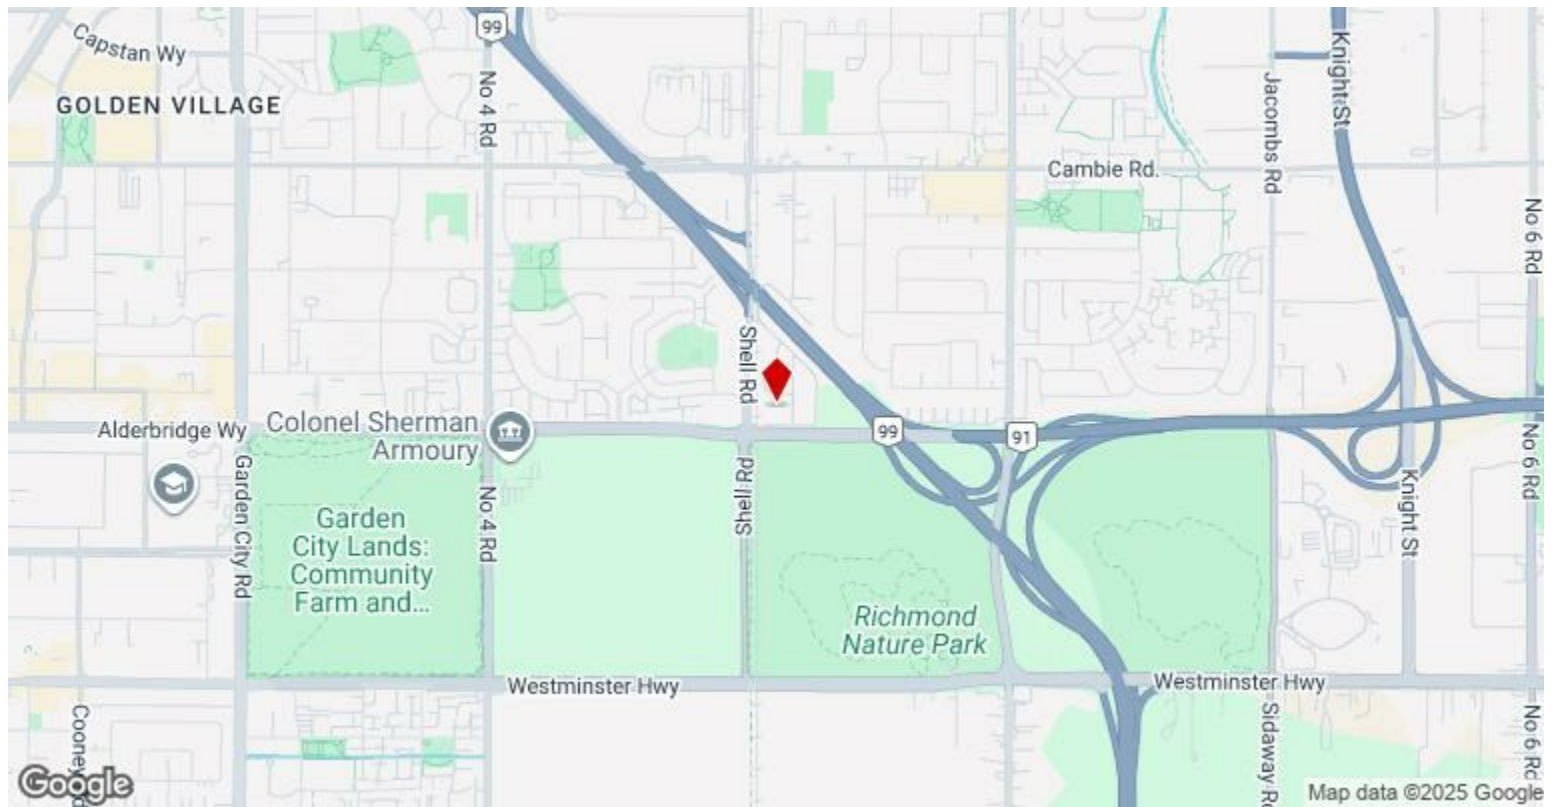 99
Capstan Wy
GOLDEN VILLAGE
No 4 Rd
Knight St
Jacombs Rd
Cambie Rd.
No 6 Rd
Shell Rd
Alderbridge Wy
Colonel Sherman
Armoury
99
91
Garden City Rd
No 4 Rd
Shell Rd
Knight St
No 6 Rd
Garden
City Lands:
Community
Farm and...
Richmond
Nature Park
Westminster Hwy
Westminster Hwy
Sidaway Rd
No 6 Rd
Google
Map data ©2025 Google